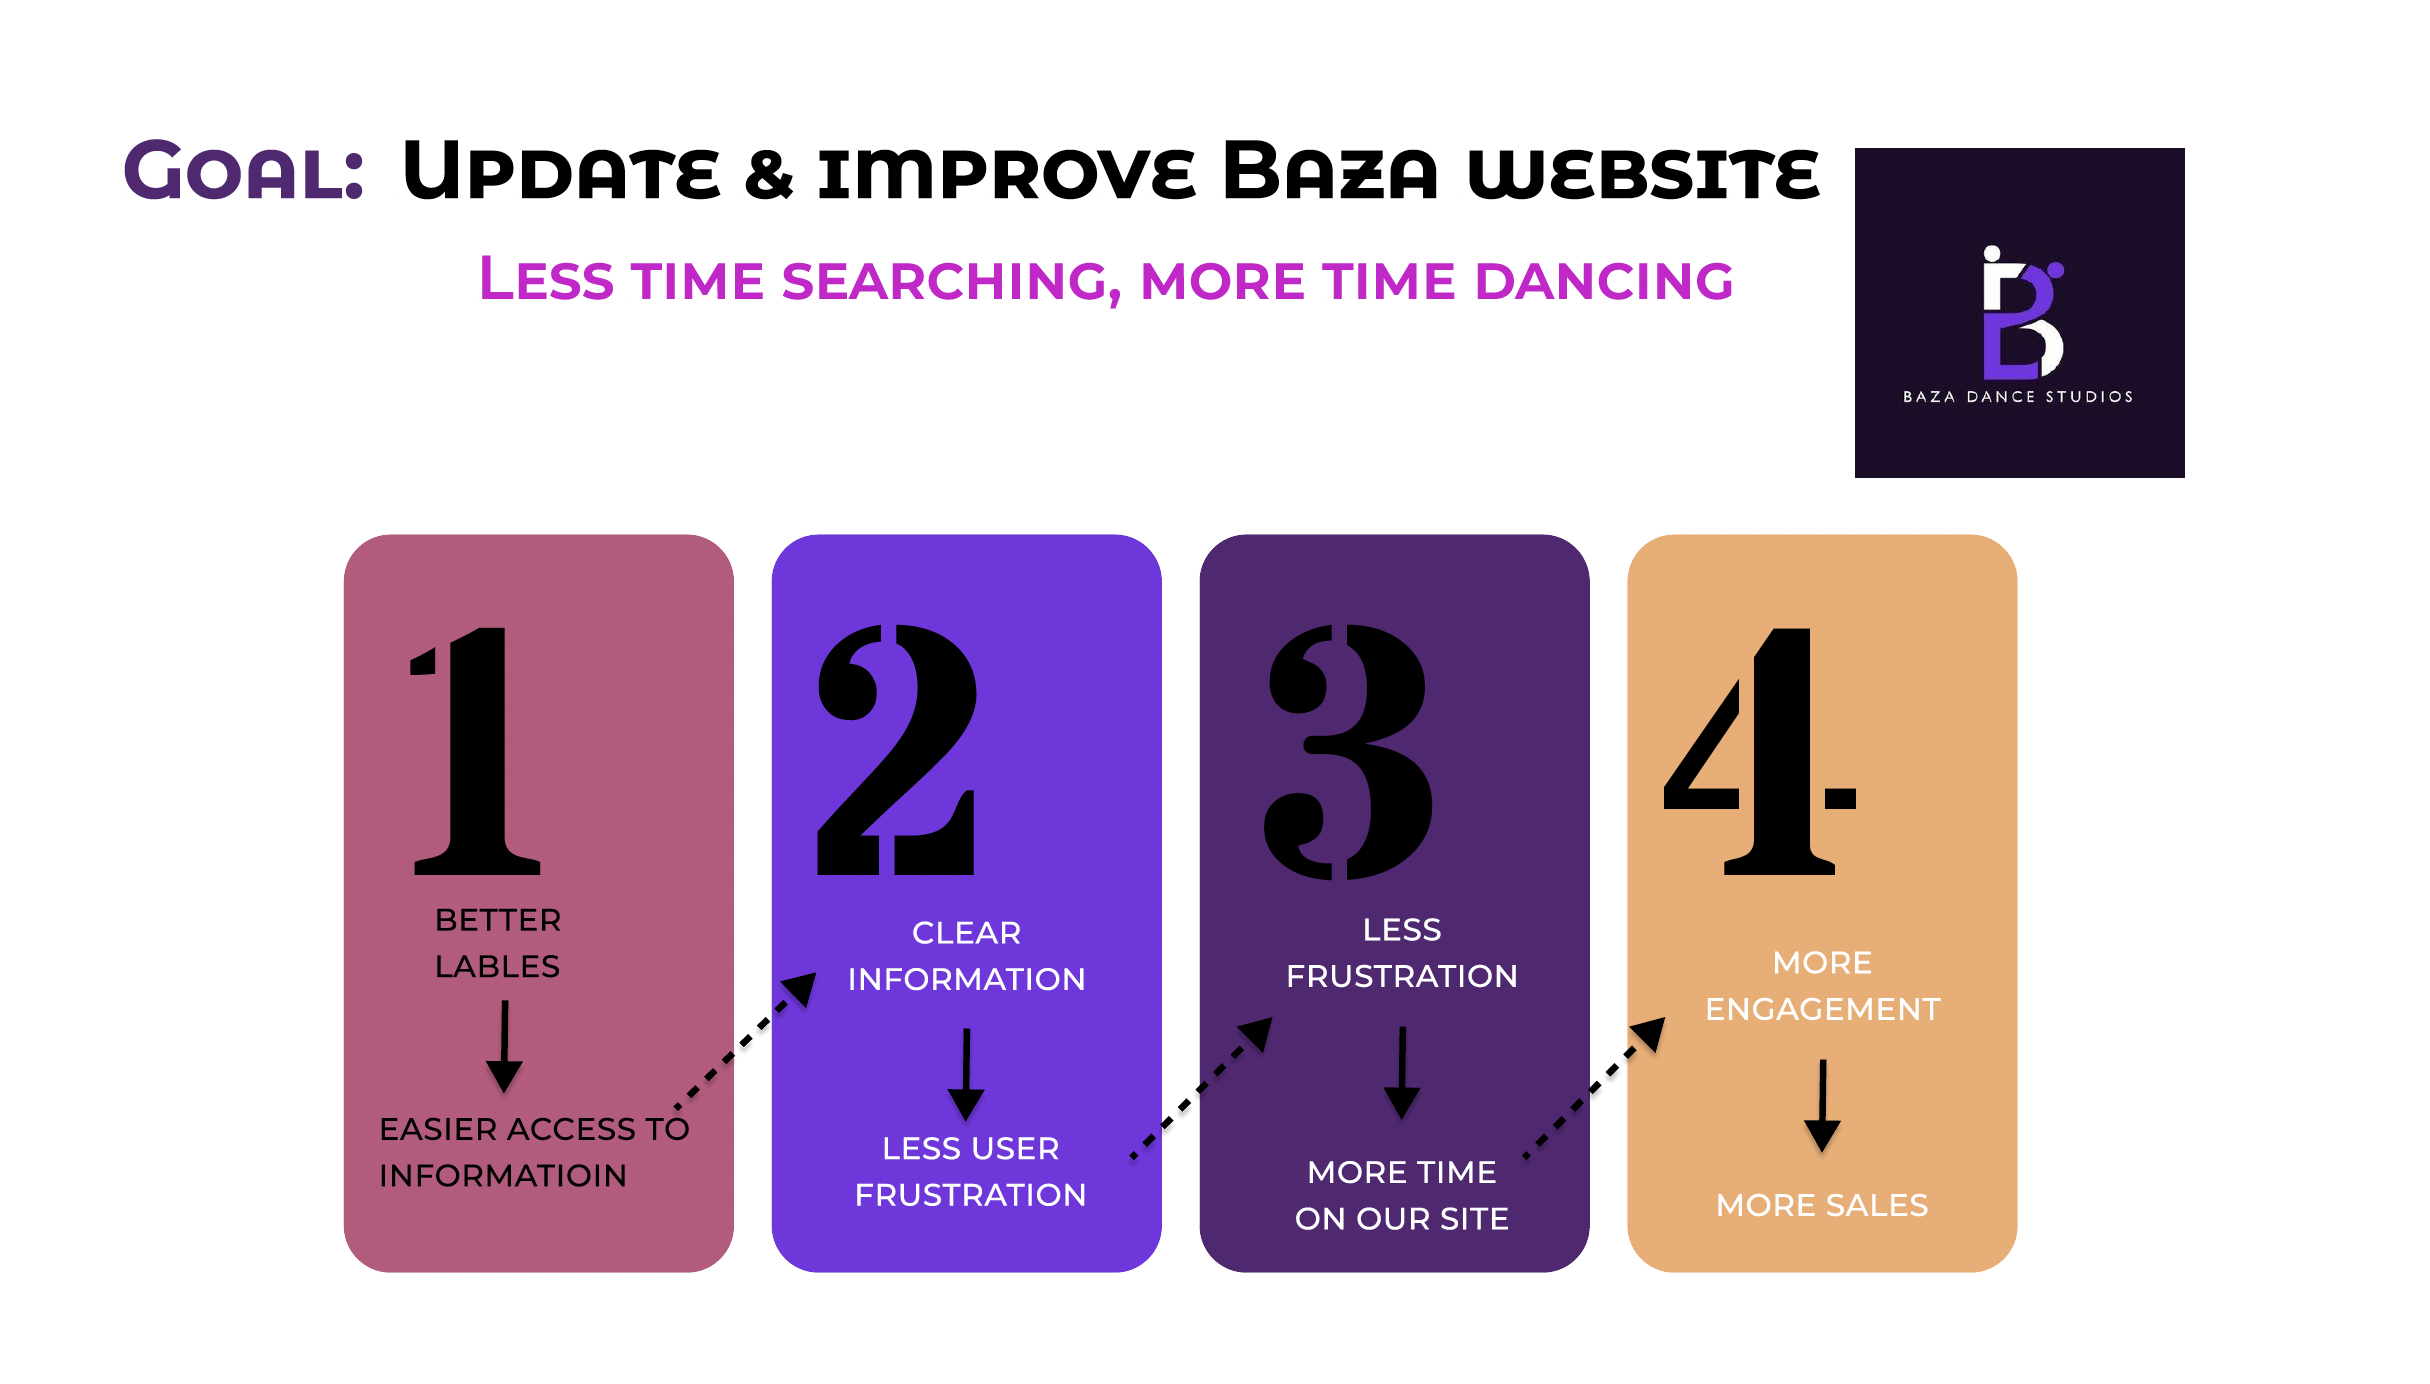 Goal: Update & improve Baza website
Less time searching, more time dancing
BAZA DANCE STUDIOS
1
BETTER
LABLES
EASIER ACCESS TO
INFORMATIOIN
2
CLEAR
INFORMATION
LESS USER
FRUSTRATION
3
LESS
FRUSTRATION
MORE TIME
ON OUR SITE
4
MORE
ENGAGEMENT
MORE SALES